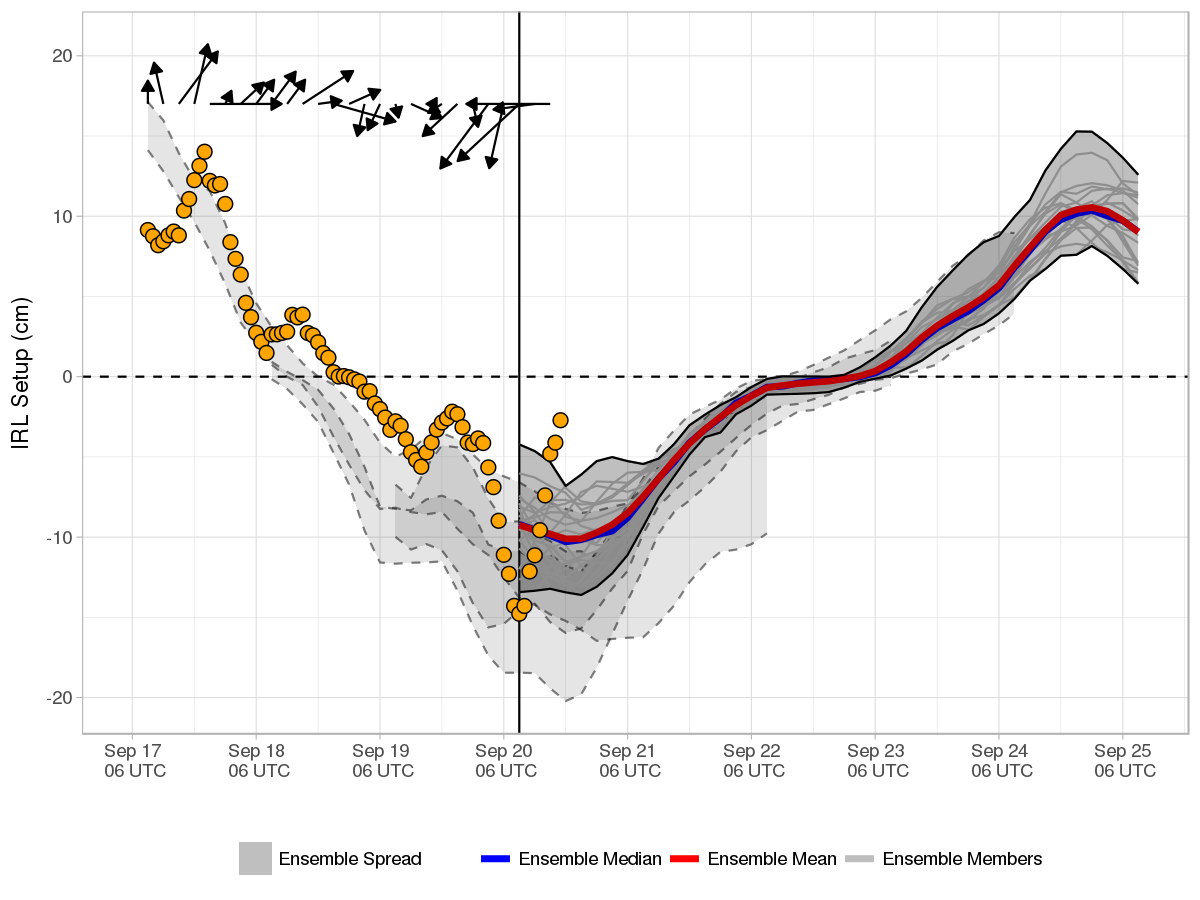 20
10
0
-10
-20
IRL Setup (cm)
Sep 17 Sep 18 Sep 19 Sep 20 Sep 21 Sep 22 Sep 23 Sep 24 Sep 25
06 UTC 06 UTC 06 UTC 06 UTC 06 UTC 06 UTC 06 UTC 06 UTC 06 UTC
Ensemble Spread Ensemble Median Ensemble Mean Ensemble Members